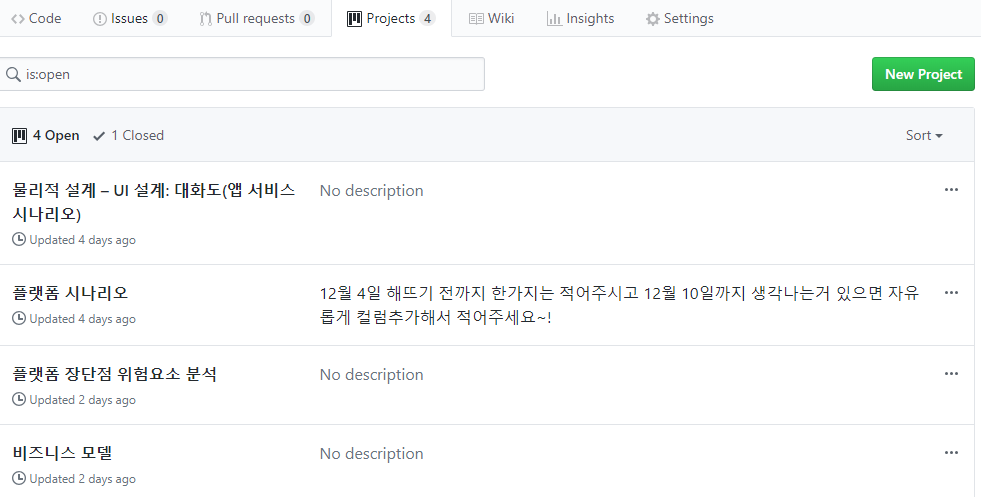 Code Issues 0 Pull requests 0 Projects 4 Wiki Insights Settings
is:open New Project
4 Open 1 Closed Sort
물리적 설계 – UI 설계: 대화도(앱 서비스 No description
시나리오)
Updated 4 days ago
플랫폼 시나리오 12월 4일 해뜨기 전까지 한가지는 적어주시고 12월 10일까지 생각나는거 있으면 자유
Updated 4 days ago 롭게 컬럼추가해서 적어주세요~!
플랫폼 장단점 위험요소 분석 No description
Updated 2 days ago
비즈니스 모델 No description
Updated 2 days ago